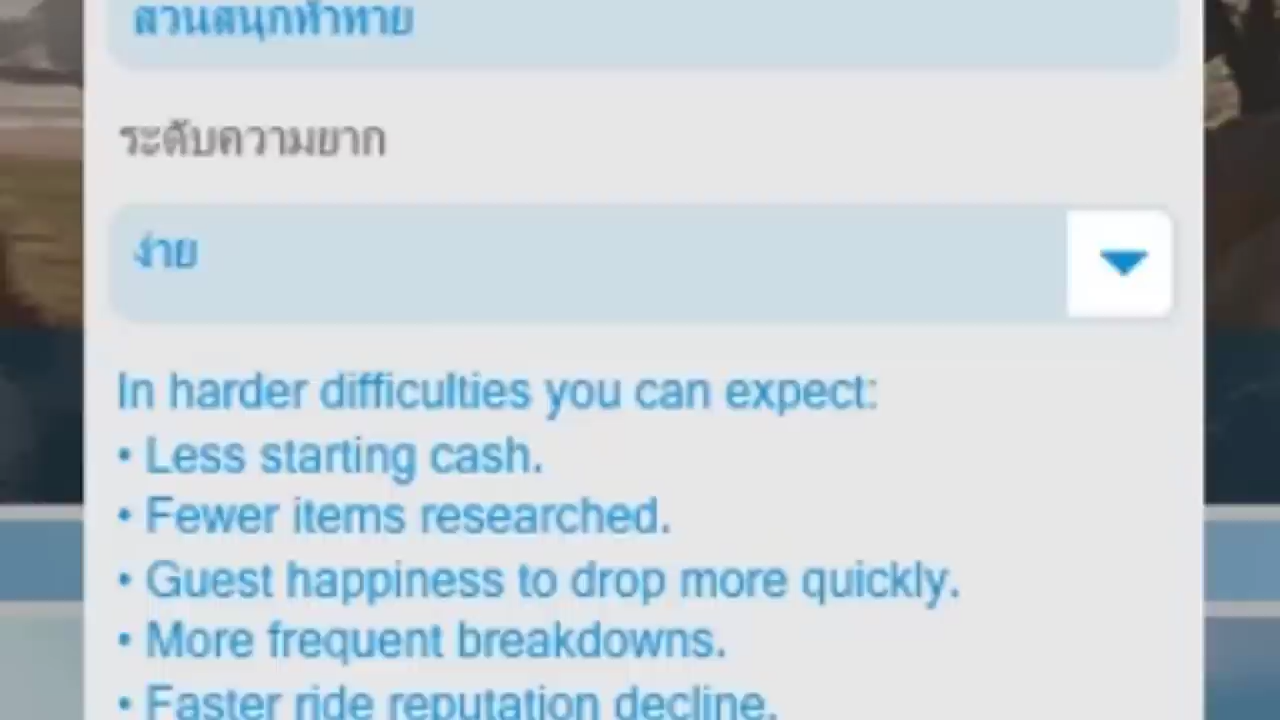 สวนสนุกท้าทาย
ระดับความยาก
ง่าย
In harder difficulties you can expect:
• Less starting cash.
• Fewer items researched.
• Guest happiness to drop more quickly.
• More frequent breakdowns.
• Faster ride reputation decline.